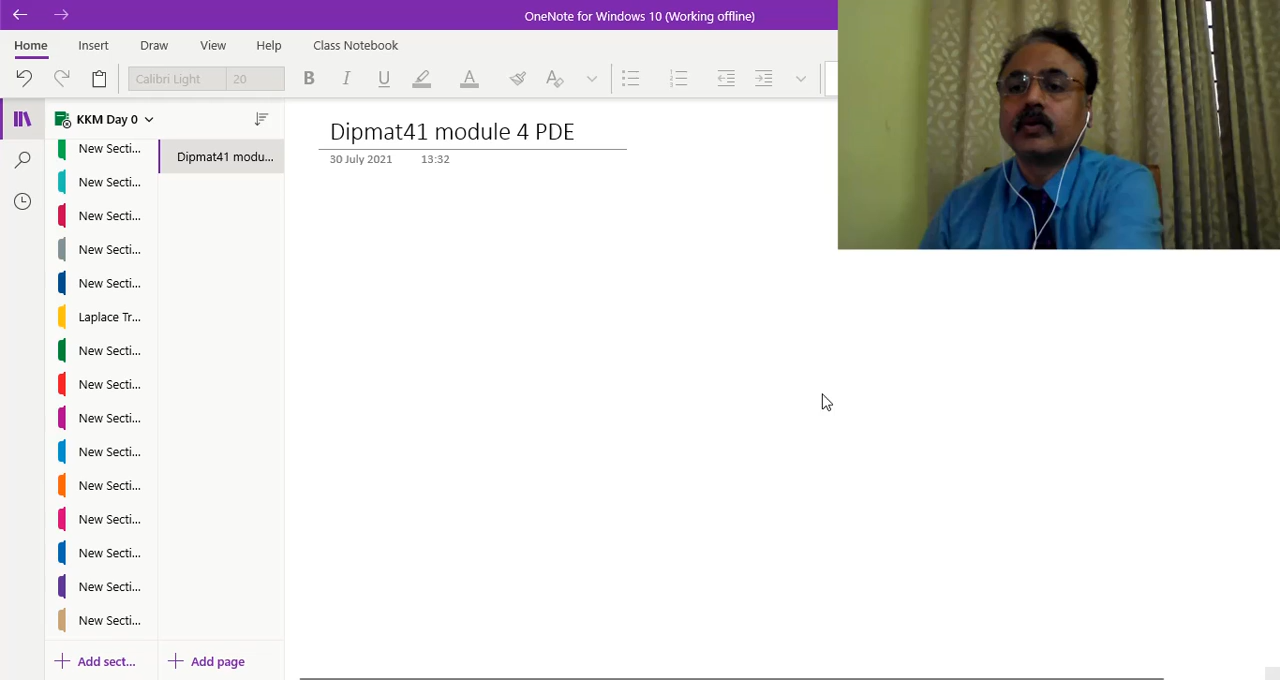 OneNote for Windows 10 (Working offline)
Home Insert Draw View Help Class Notebook
Calibri Light 20 B I U A
KKM Day 0
New Secti...
New Secti...
New Secti...
New Secti...
New Secti...
Laplace Tr...
New Secti...
New Secti...
New Secti...
New Secti...
New Secti...
New Secti...
New Secti...
New Secti...
New Secti...
Add sect...
Dipmat41 modu...
Add page
Dipmat41 module 4 PDE
30 July 2021 13:32